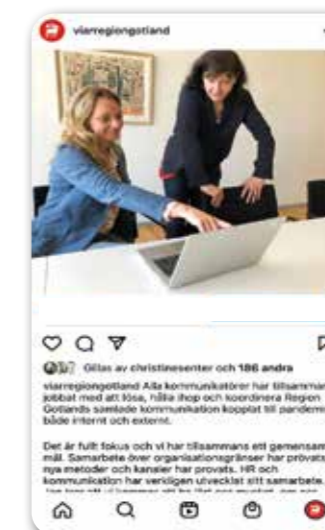 viarregiongotland
Gillas av christinesenter och 186 andra
viarregiongotland Alla kommunikatörer har tillsammans
jobbat med att lösa, hålla ihop och koordinera Region
Gotlands samlade kommunikation kopplat till pandemin
både internt och externt.
Det är fullt fokus och vi har tillsammans ett gemensamt
mål. Samarbete över organisationsgränser har prövats,
nya metoder och kanaler har provats. HR och
kommunikation har verkligen utvecklat sitt samarbete.